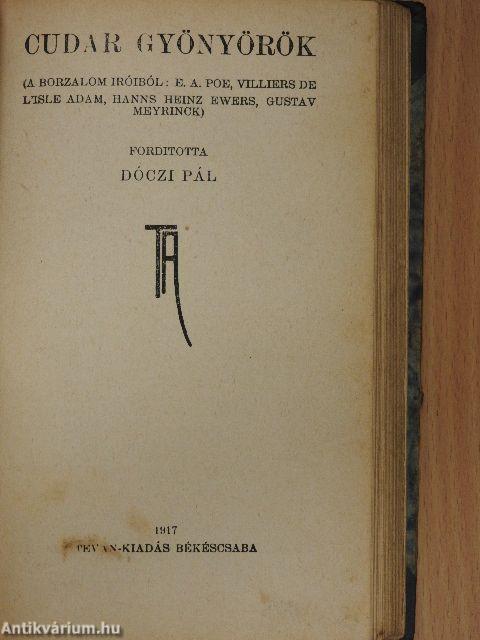 CUDAR GYÖNYÖRÖK
(A BORZALOM IRÓIBÓL: E. A. POE, VILLIERS DE
L'ISLE ADAM, HANNS HEINZ EWERS, GUSTAV
MEYRINCK)
FORDITOTTA
DÓCZI PÁL
TA
1917
TEVAN-KIADÁS BÉKÉSCSABA
Antikvárium.hu